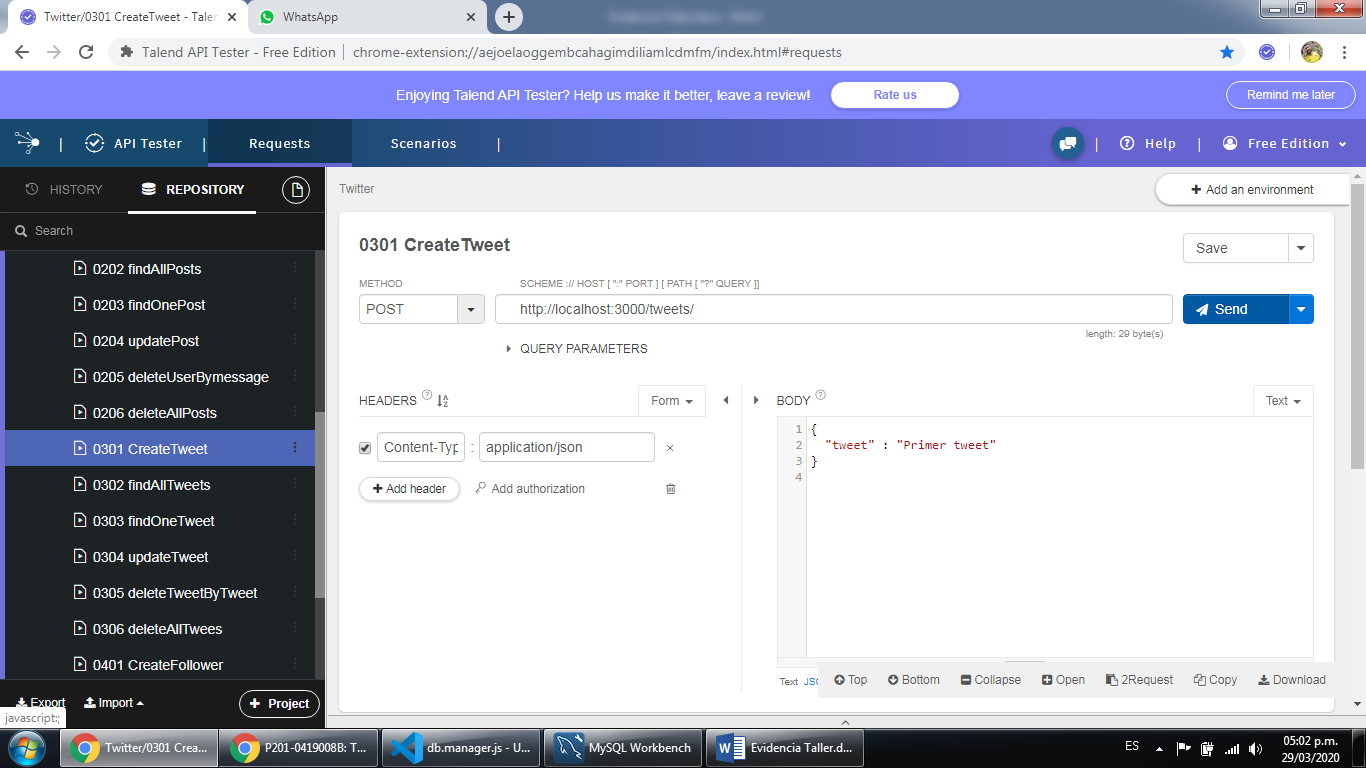 Twitter/0301 CreateTweet - Talen
WhatsApp
Talend API Tester - Free Edition | chrome-extension://aejoelaoggembcahagimdiliamlcdmfm/index.html#requests
Enjoying Talend API Tester? Help us make it better, leave a review!
Rate us
Remind me later
API Tester
Requests
Scenarios
Help
Free Edition
HISTORY
REPOSITORY
Search
0202 findAllPosts
0203 findOnePost
0204 updatePost
0205 deleteUserBymessage
0206 deleteAllPosts
0301 CreateTweet
0302 findAllTweets
0303 findOneTweet
0304 updateTweet
0305 deleteTweetByTweet
0306 deleteAllTwees
0401 CreateFollower
Export
Import
+ Project
javascript:;
Twitter
+ Add an environment
0301 CreateTweet
Save
METHOD
SCHEME :// HOST [ ":" PORT ] [ PATH [ "?" QUERY ]]
POST
http://localhost:3000/tweets/
Send
length: 29 byte(s)
QUERY PARAMETERS
HEADERS
Form
Content-Typ
:
application/json
×
+ Add header
Add authorization
BODY
Text
1 {
2 "tweet" : "Primer tweet"
3 }
4
Text JSO
Top
Bottom
Collapse
Open
2Request
Copy
Download
Twitter/0301 Crea...
P201-0419008B: T...
db.manager.js - U...
MySQL Workbench
Evidencia Taller.d...
ES
05:02 p.m.
29/03/2020